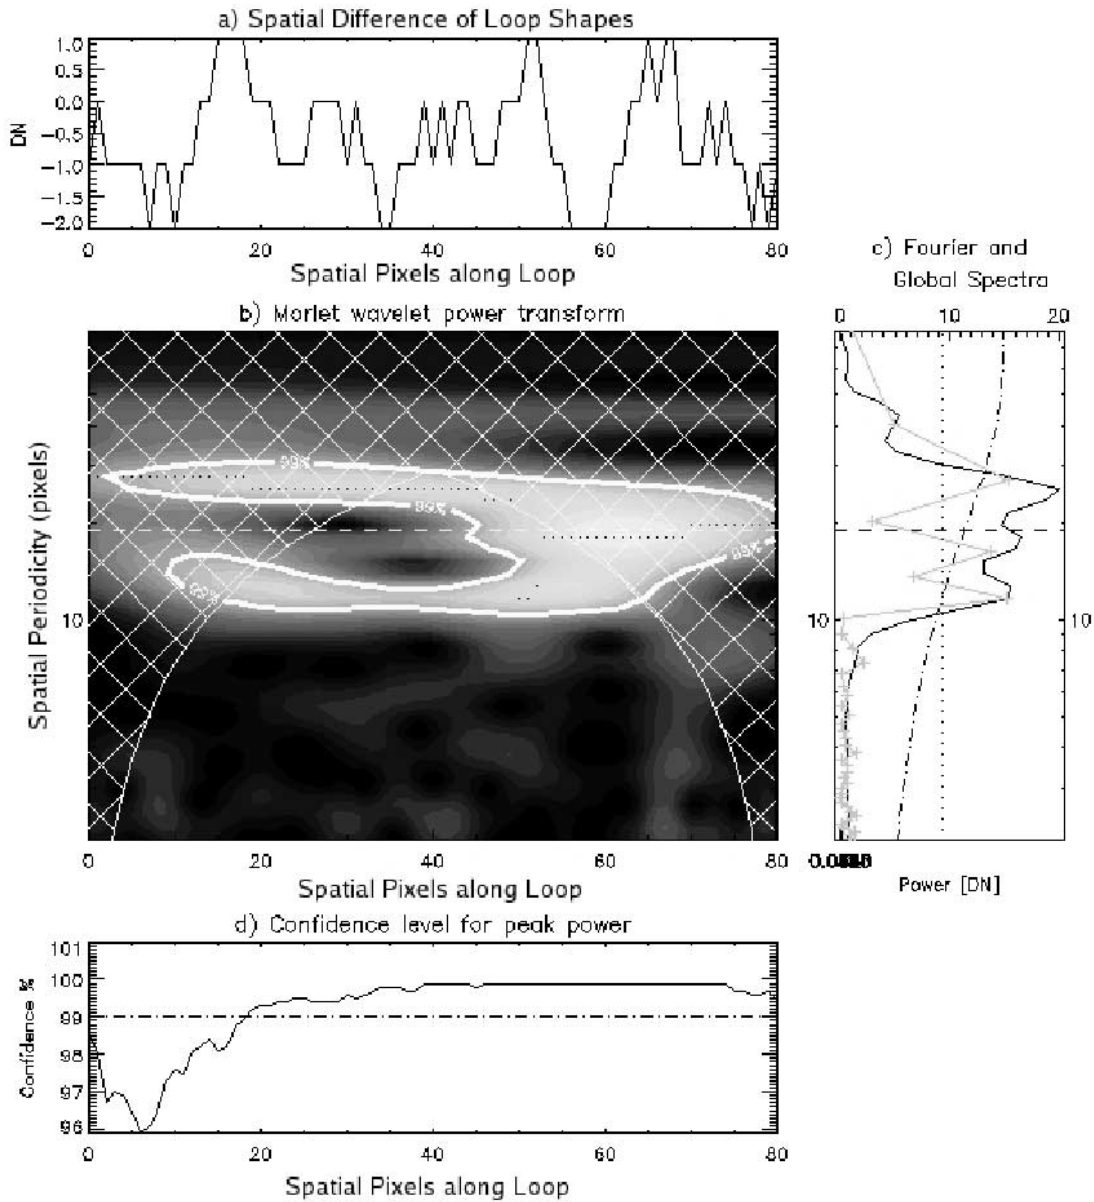 a) Spatial Difference of Loop Shapes
1.0
0.5
0.0
−0.5
−1.0
−1.5
−2.0
DN
0 20 40 60 80
Spatial Pixels along Loop
b) Morlet wavelet power transform
99%
99%
99%
99%
10
Spatial Periodicity (pixels)
0 20 40 60 80
Spatial Pixels along Loop
c) Fourier and
Global Spectra
0 10 20
10 10
Power [DN]
d) Confidence level for peak power
101
100
99
98
97
96
Confidence %
0 20 40 60 80
Spatial Pixels along Loop